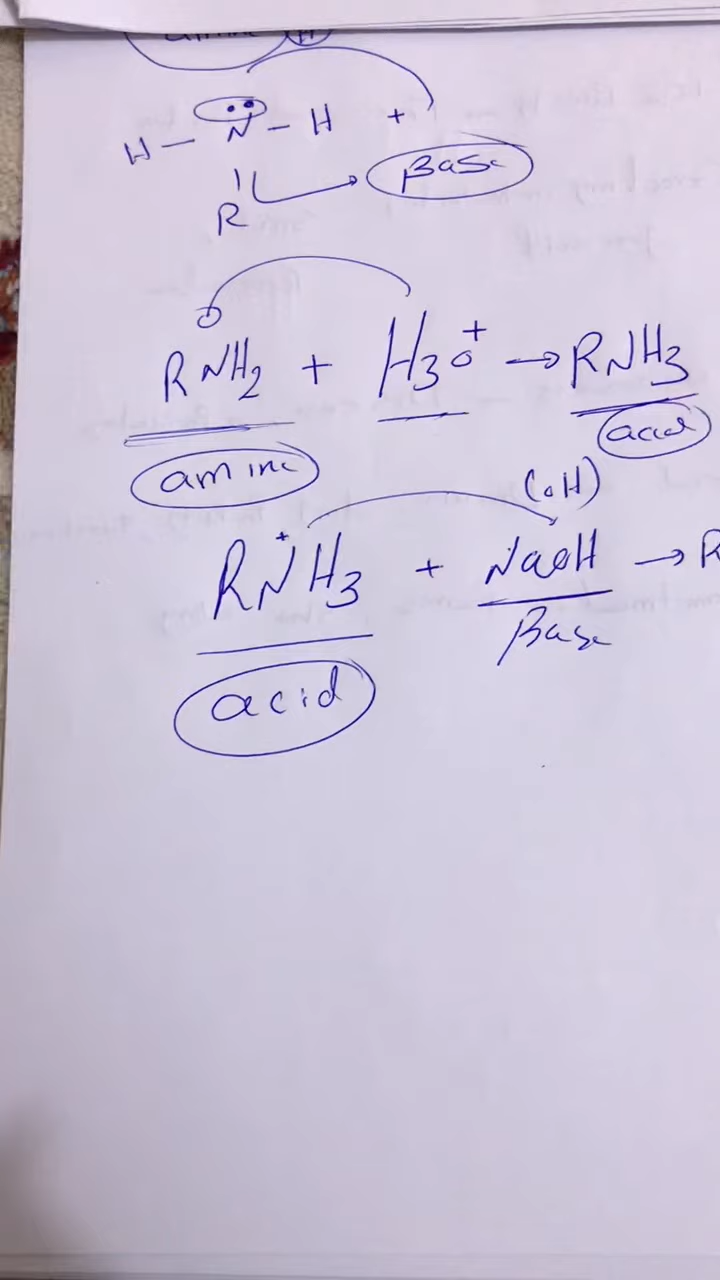 H — N̈ — H +
R
Base
RNH2 + H3O+ → RNH3
amine
acid
(OH)
RN+H3 + NaOH → R
Base
acid